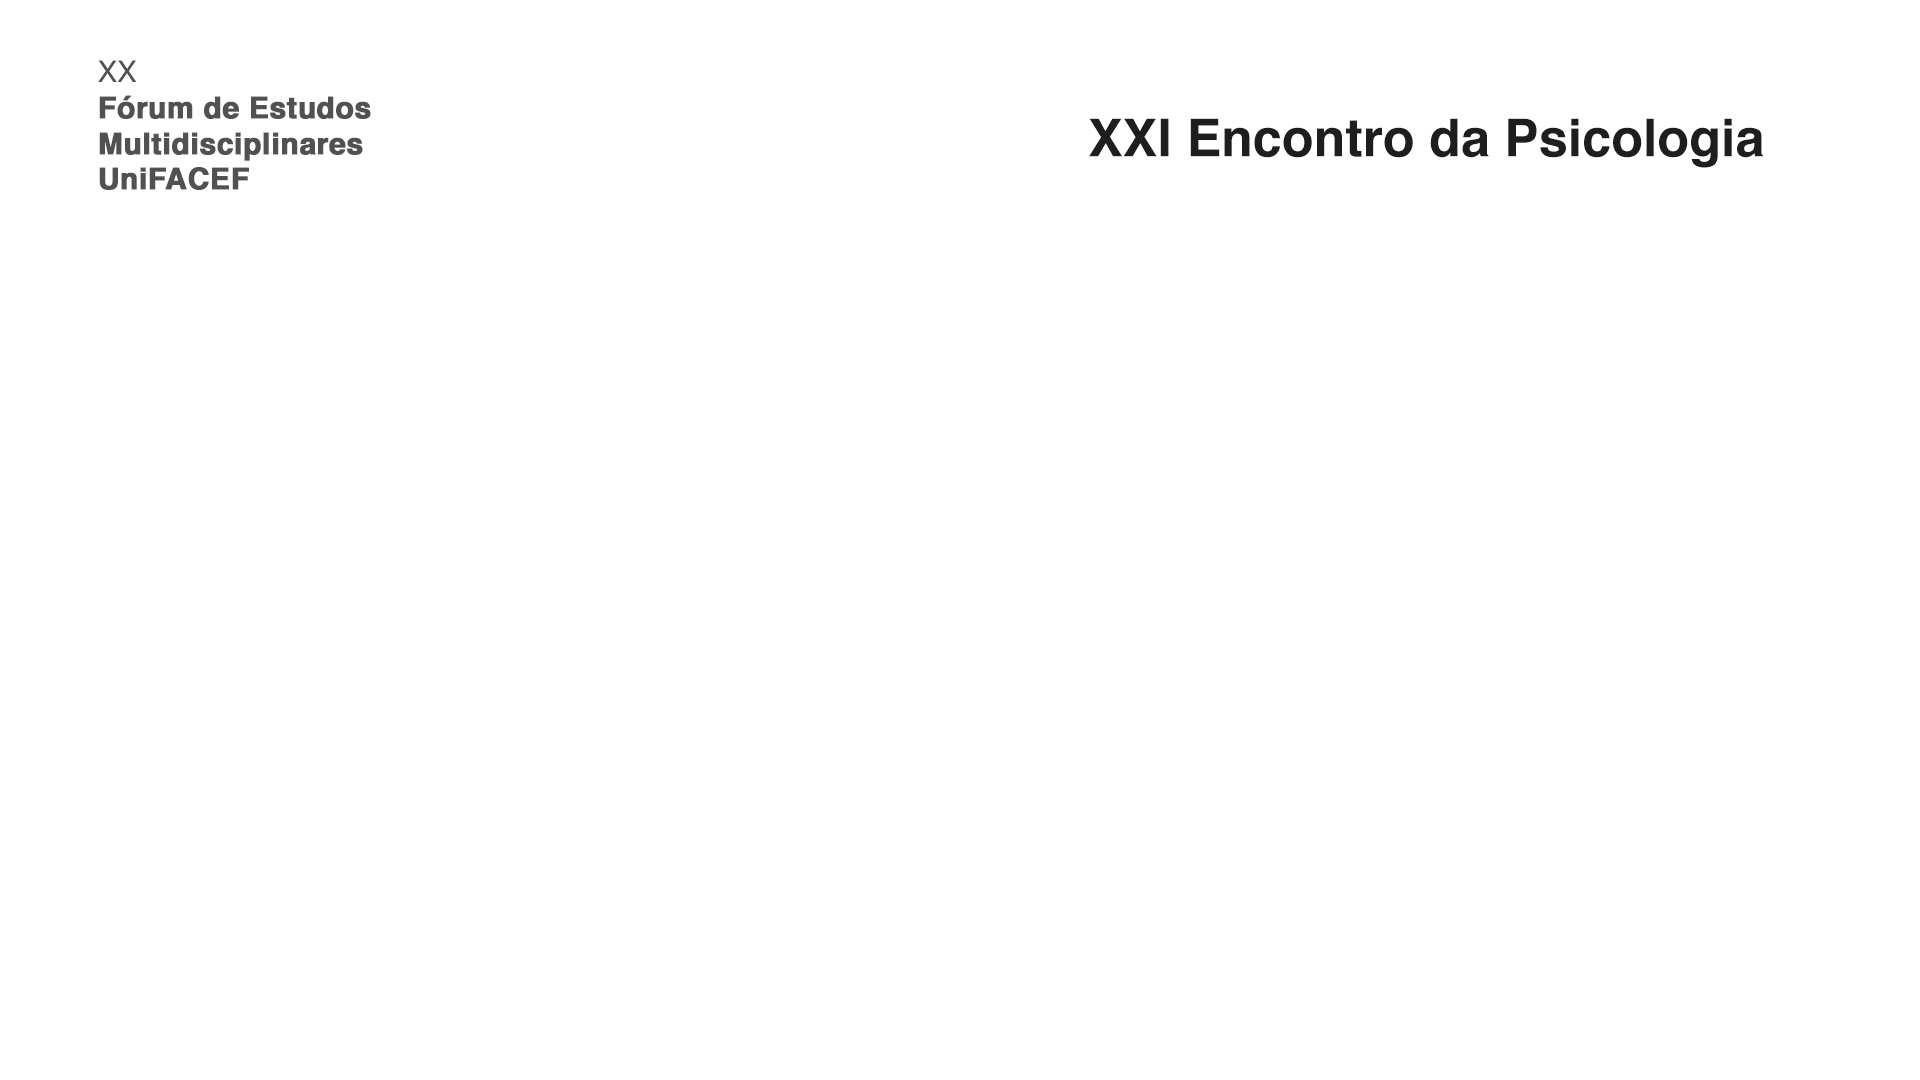 XX
Fórum de Estudos
Multidisciplinares
UniFACEF
XXI Encontro da Psicologia